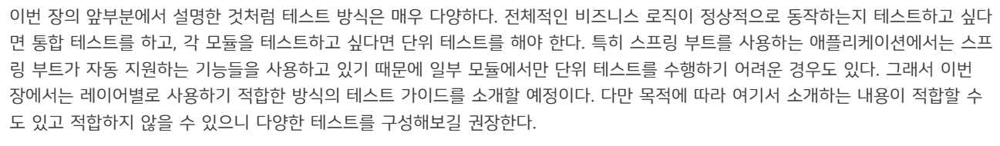 이번 장의 앞부분에서 설명한 것처럼 테스트 방식은 매우 다양하다. 전체적인 비즈니스 로직이 정상적으로 동작하는지 테스트하고 싶다
면 통합 테스트를 하고, 각 모듈을 테스트하고 싶다면 단위 테스트를 해야 한다. 특히 스프링 부트를 사용하는 애플리케이션에서는 스프
링 부트가 자동 지원하는 기능들을 사용하고 있기 때문에 일부 모듈에서만 단위 테스트를 수행하기 어려운 경우도 있다. 그래서 이번
장에서는 레이어별로 사용하기 적합한 방식의 테스트 가이드를 소개할 예정이다. 다만 목적에 따라 여기서 소개하는 내용이 적합할 수
도 있고 적합하지 않을 수 있으니 다양한 테스트를 구성해보길 권장한다.